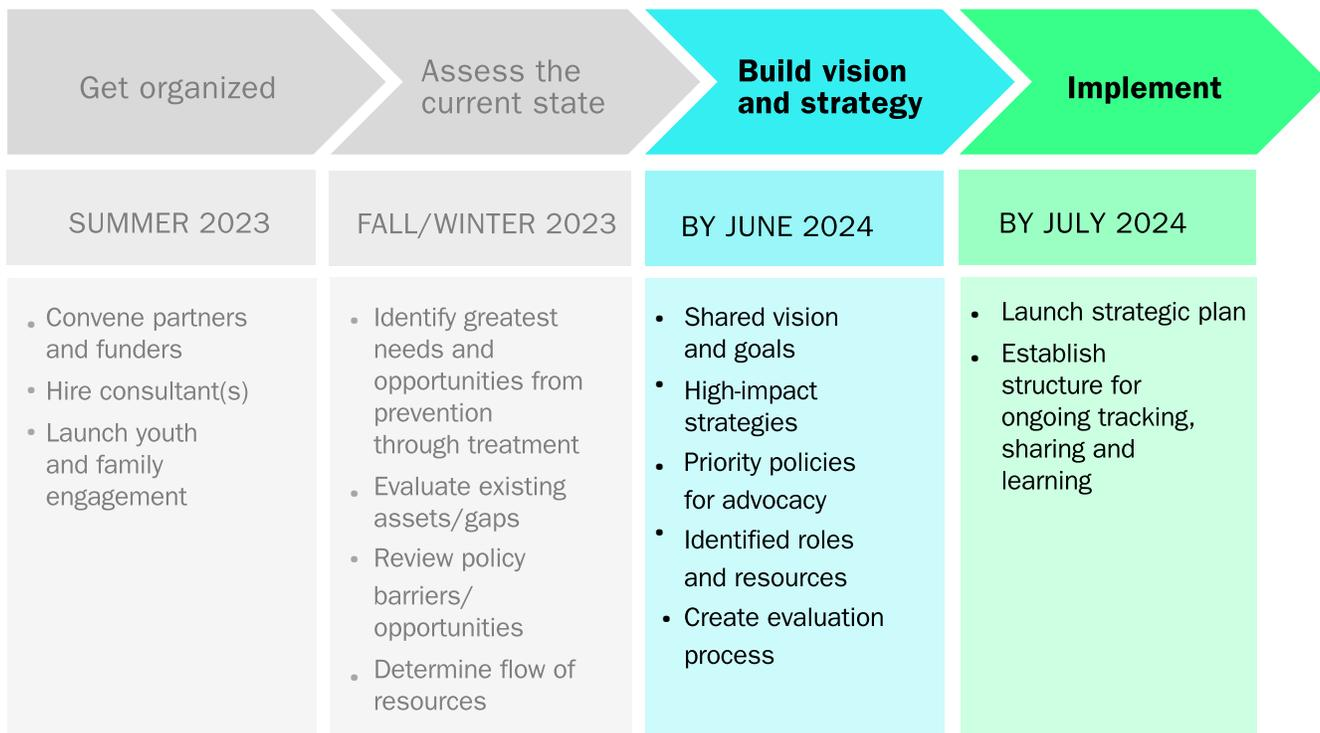 Get organized
Assess the
current state
Build vision
and strategy
Implement
SUMMER 2023
FALL/WINTER 2023
BY JUNE 2024
BY JULY 2024
• Convene partners
and funders
• Hire consultant(s)
• Launch youth
and family
engagement
• Identify greatest
needs and
opportunities from
prevention
through treatment
• Evaluate existing
assets/gaps
• Review policy
barriers/
opportunities
• Determine flow of
resources
• Shared vision
and goals
• High-impact
strategies
• Priority policies
for advocacy
• Identified roles
and resources
• Create evaluation
process
• Launch strategic plan
• Establish
structure for
ongoing tracking,
sharing and
learning